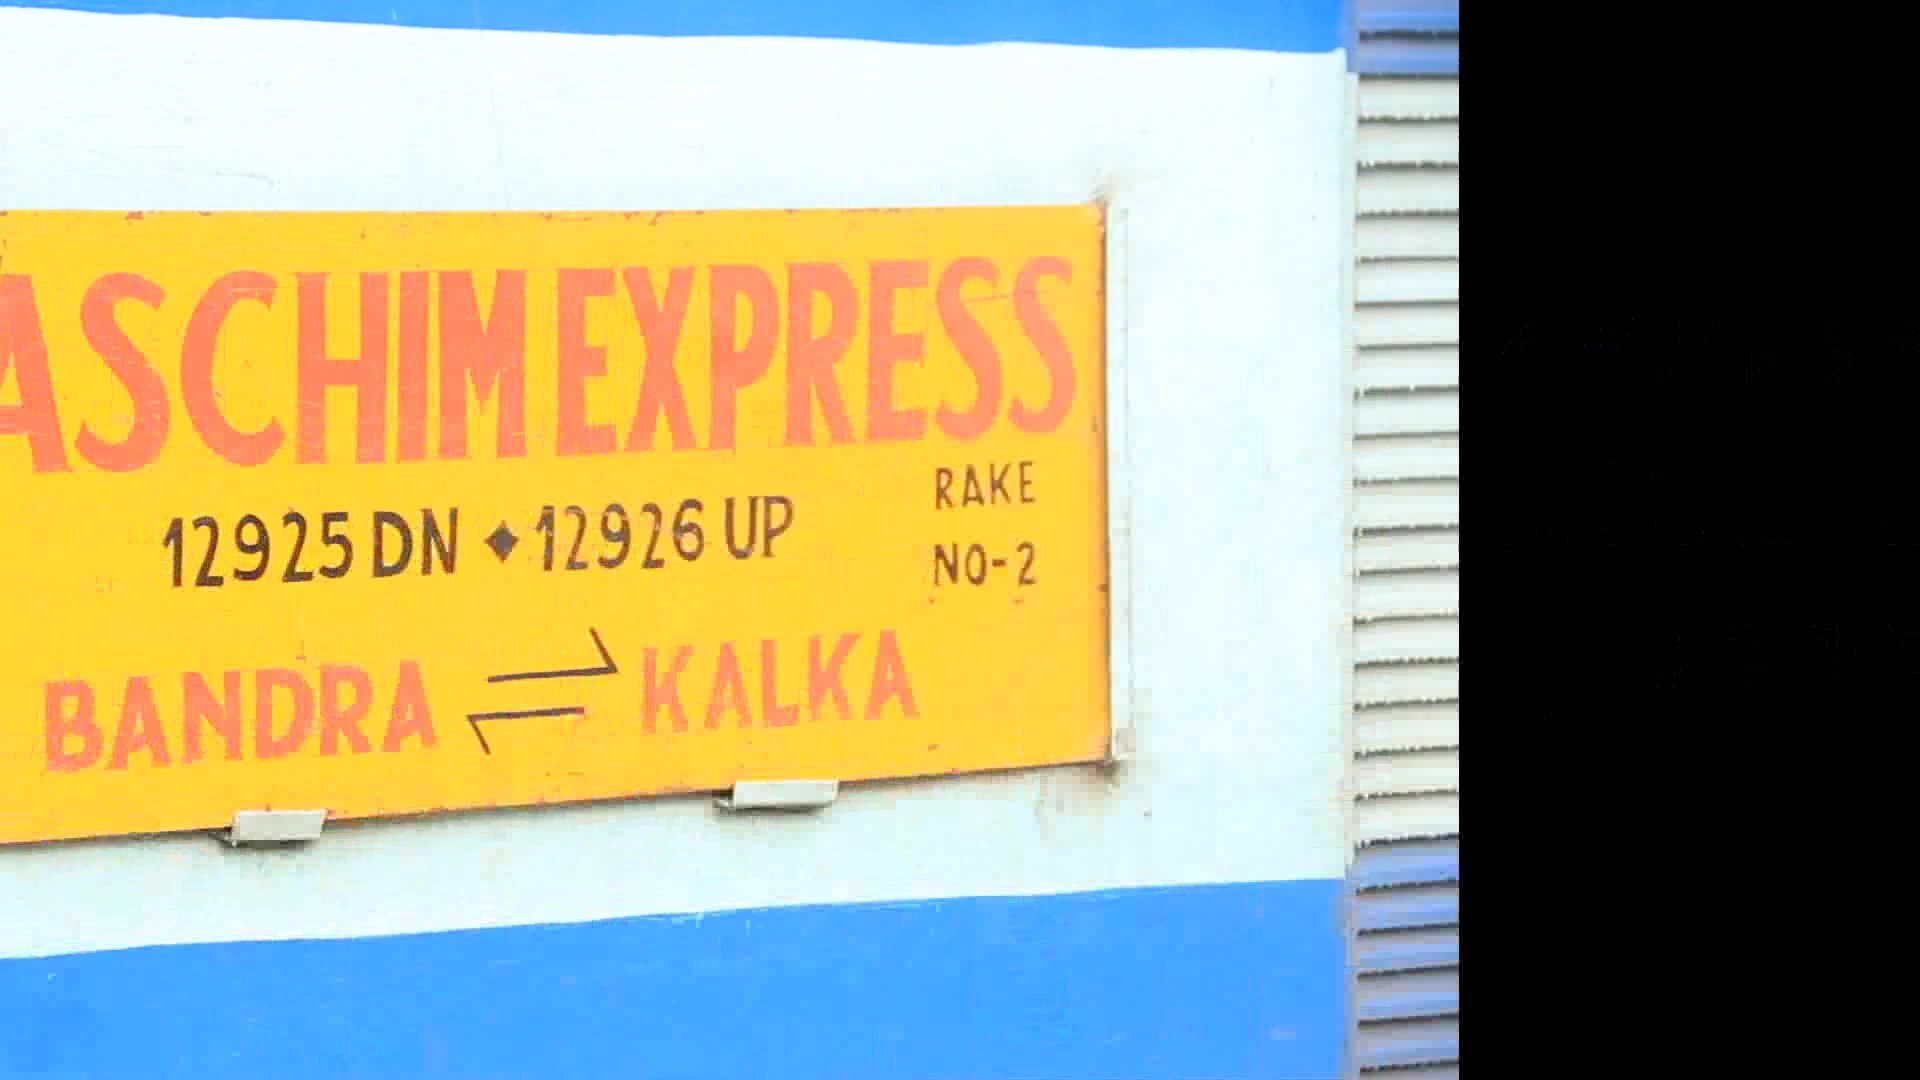 ASCHIM EXPRESS
12925 DN ◆ 12926 UP
RAKE
NO-2
BANDRA ⇌ KALKA